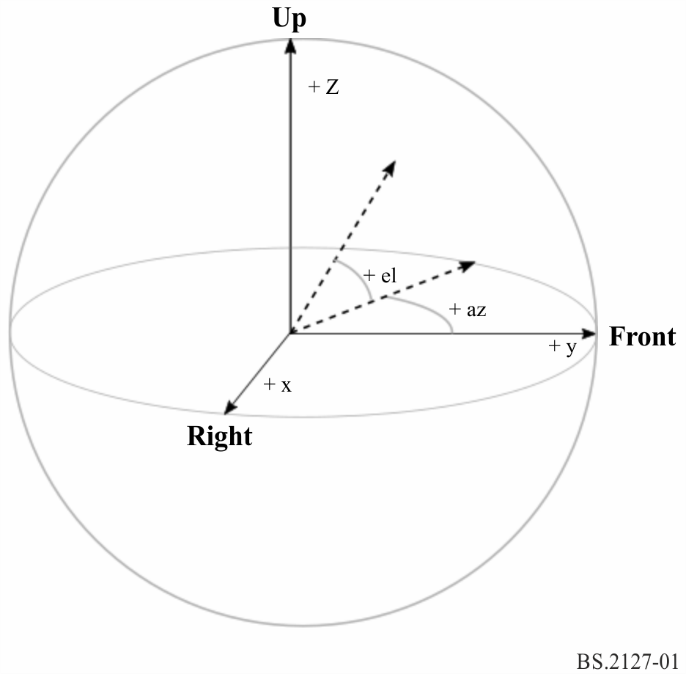 Up
+ Z
+ el
+ az
+ y
Front
+ x
Right
BS.2127-01